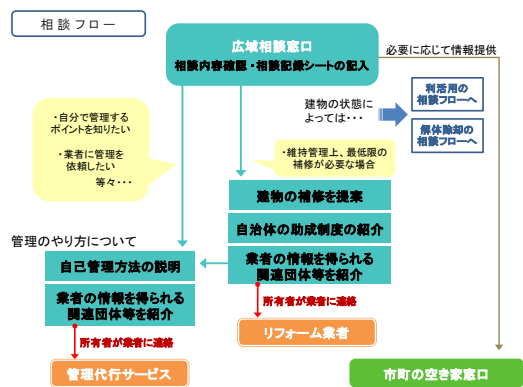 相談フロー
広域相談窓口
相談内容確認・相談記録シートの記入
必要に応じて情報提供
・自分で管理する
ポイントを知りたい
・業者に管理を
依頼したい
等々・・・
建物の状態に
よっては・・・
利活用の
相談フローへ
解体除却の
相談フローへ
・維持管理上、最低限の
補修が必要な場合
建物の補修を提案
自治体の助成制度の紹介
業者の情報を得られる
関連団体等を紹介
管理のやり方について
自己管理方法の説明
業者の情報を得られる
関連団体等を紹介
所有者が業者に連絡
リフォーム業者
所有者が業者に連絡
管理代行サービス
市町の空き家窓口